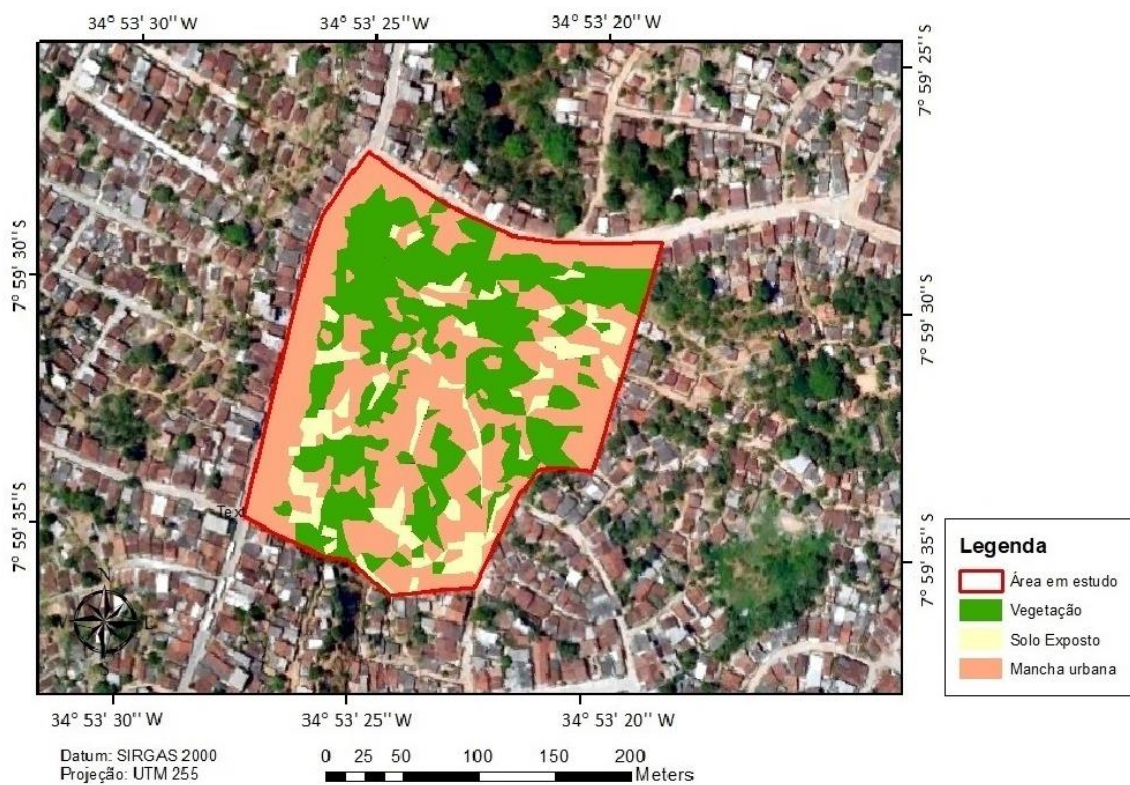 34° 53' 30'' W 34° 53' 25'' W 34° 53' 20'' W
7° 59' 25'' S
7° 59' 30'' S
7° 59' 30'' S
7° 59' 35'' S
7° 59' 35'' S
Tex
N
L
34° 53' 30'' W 34° 53' 25'' W 34° 53' 20'' W
Legenda
Área em estudo
Vegetação
Solo Exposto
Mancha urbana
Datum: SIRGAS 2000
Projeção: UTM 25S
0 25 50 100 150 200
Meters